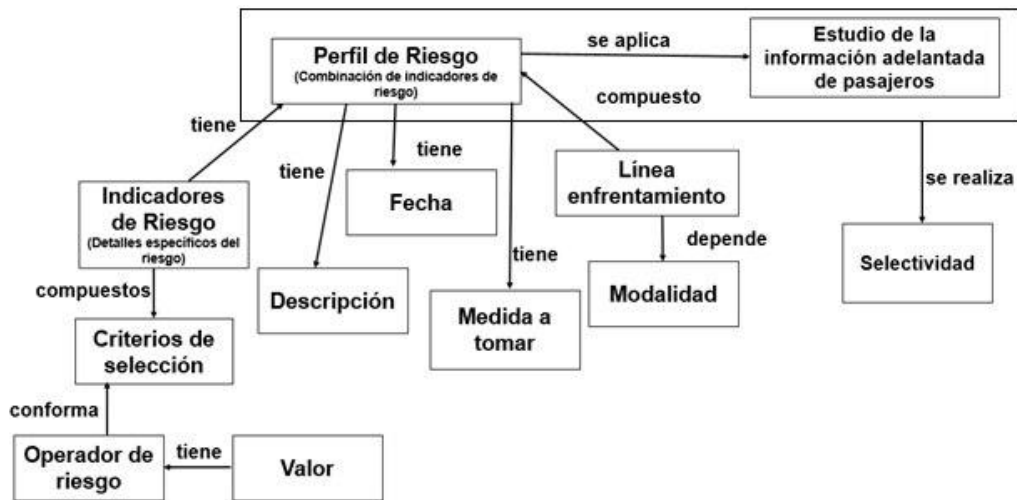 Perfil de Riesgo
(Combinación de indicadores de
riesgo)
se aplica
Estudio de la
información adelantada
de pasajeros
compuesto
tiene
tiene
tiene
Fecha
Línea
enfrentamiento
se realiza
Indicadores
de Riesgo
(Detalles específicos del
riesgo)
depende
tiene
compuestos
Descripción
Medida a
tomar
Modalidad
Selectividad
Criterios de
selección
conforma
Operador de
riesgo
tiene
Valor